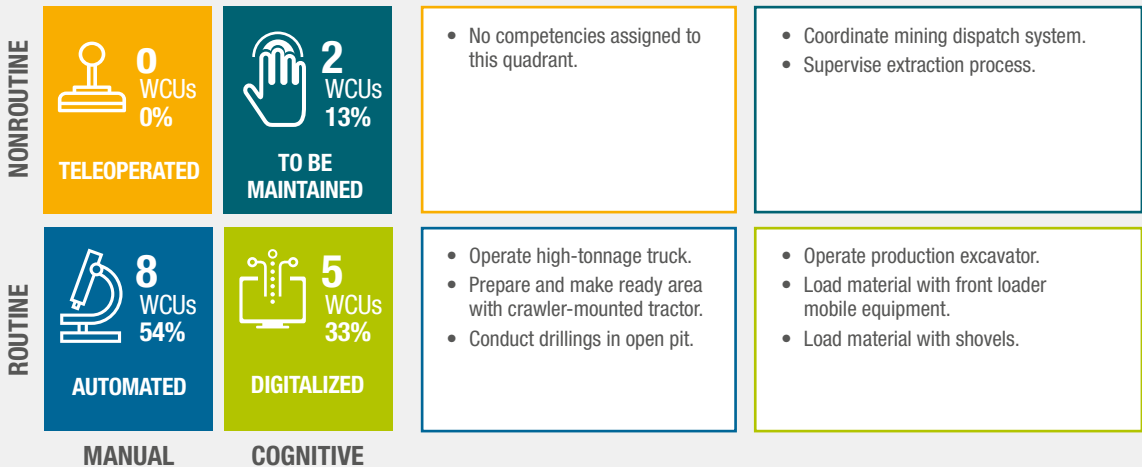 NONROUTINE
0
WCUs
0%
TELEOPERATED
2
WCUs
13%
TO BE
MAINTAINED
• No competencies assigned to
this quadrant.
• Coordinate mining dispatch system.
• Supervise extraction process.
ROUTINE
8
WCUs
54%
AUTOMATED
5
WCUs
33%
DIGITALIZED
• Operate high-tonnage truck.
• Prepare and make ready area
with crawler-mounted tractor.
• Conduct drillings in open pit.
• Operate production excavator.
• Load material with front loader
mobile equipment.
• Load material with shovels.
MANUAL
COGNITIVE